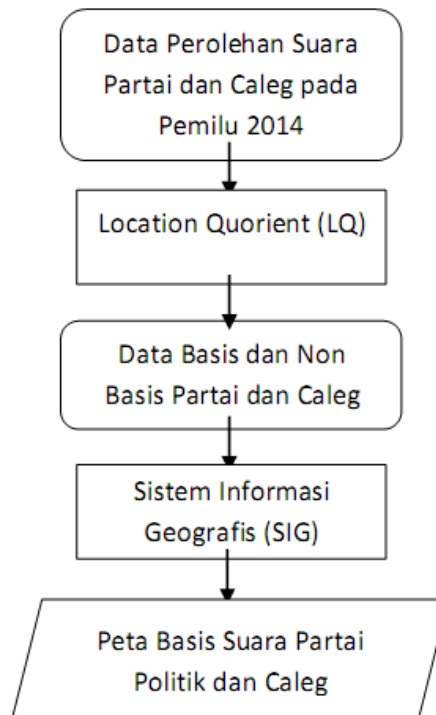 Data Perolehan Suara
Partai dan Caleg pada
Pemilu 2014
Location Quorient (LQ)
Data Basis dan Non
Basis Partai dan Caleg
Sistem Informasi
Geografis (SIG)
Peta Basis Suara Partai
Politik dan Caleg